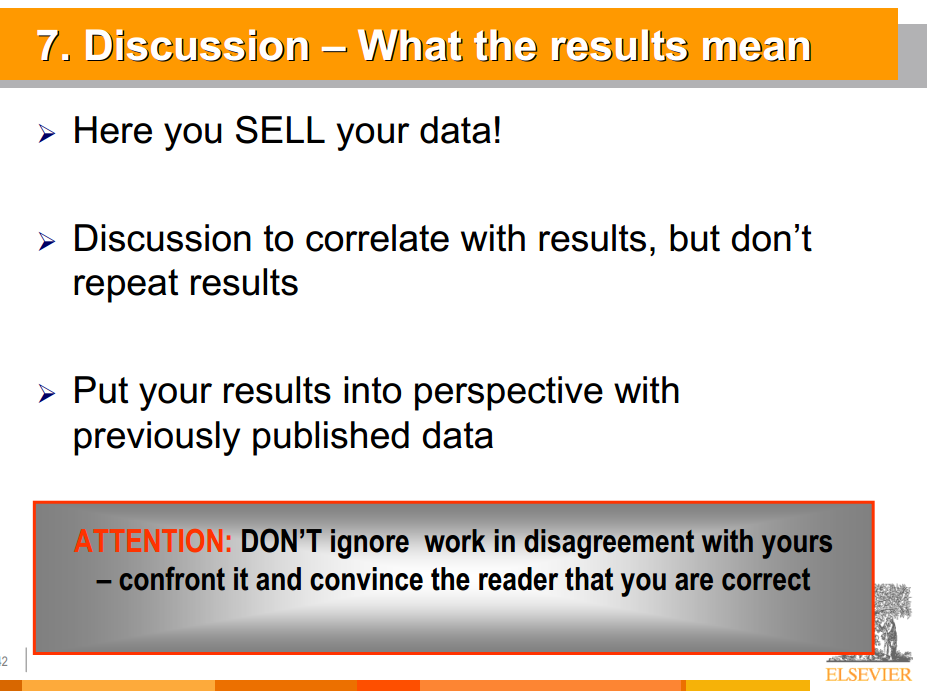 7. Discussion – What the results mean
➢ Here you SELL your data!
➢ Discussion to correlate with results, but don’t
repeat results
➢ Put your results into perspective with
previously published data
ATTENTION: DON’T ignore  work in disagreement with yours
– confront it and convince the reader that you are correct
ELSEVIER